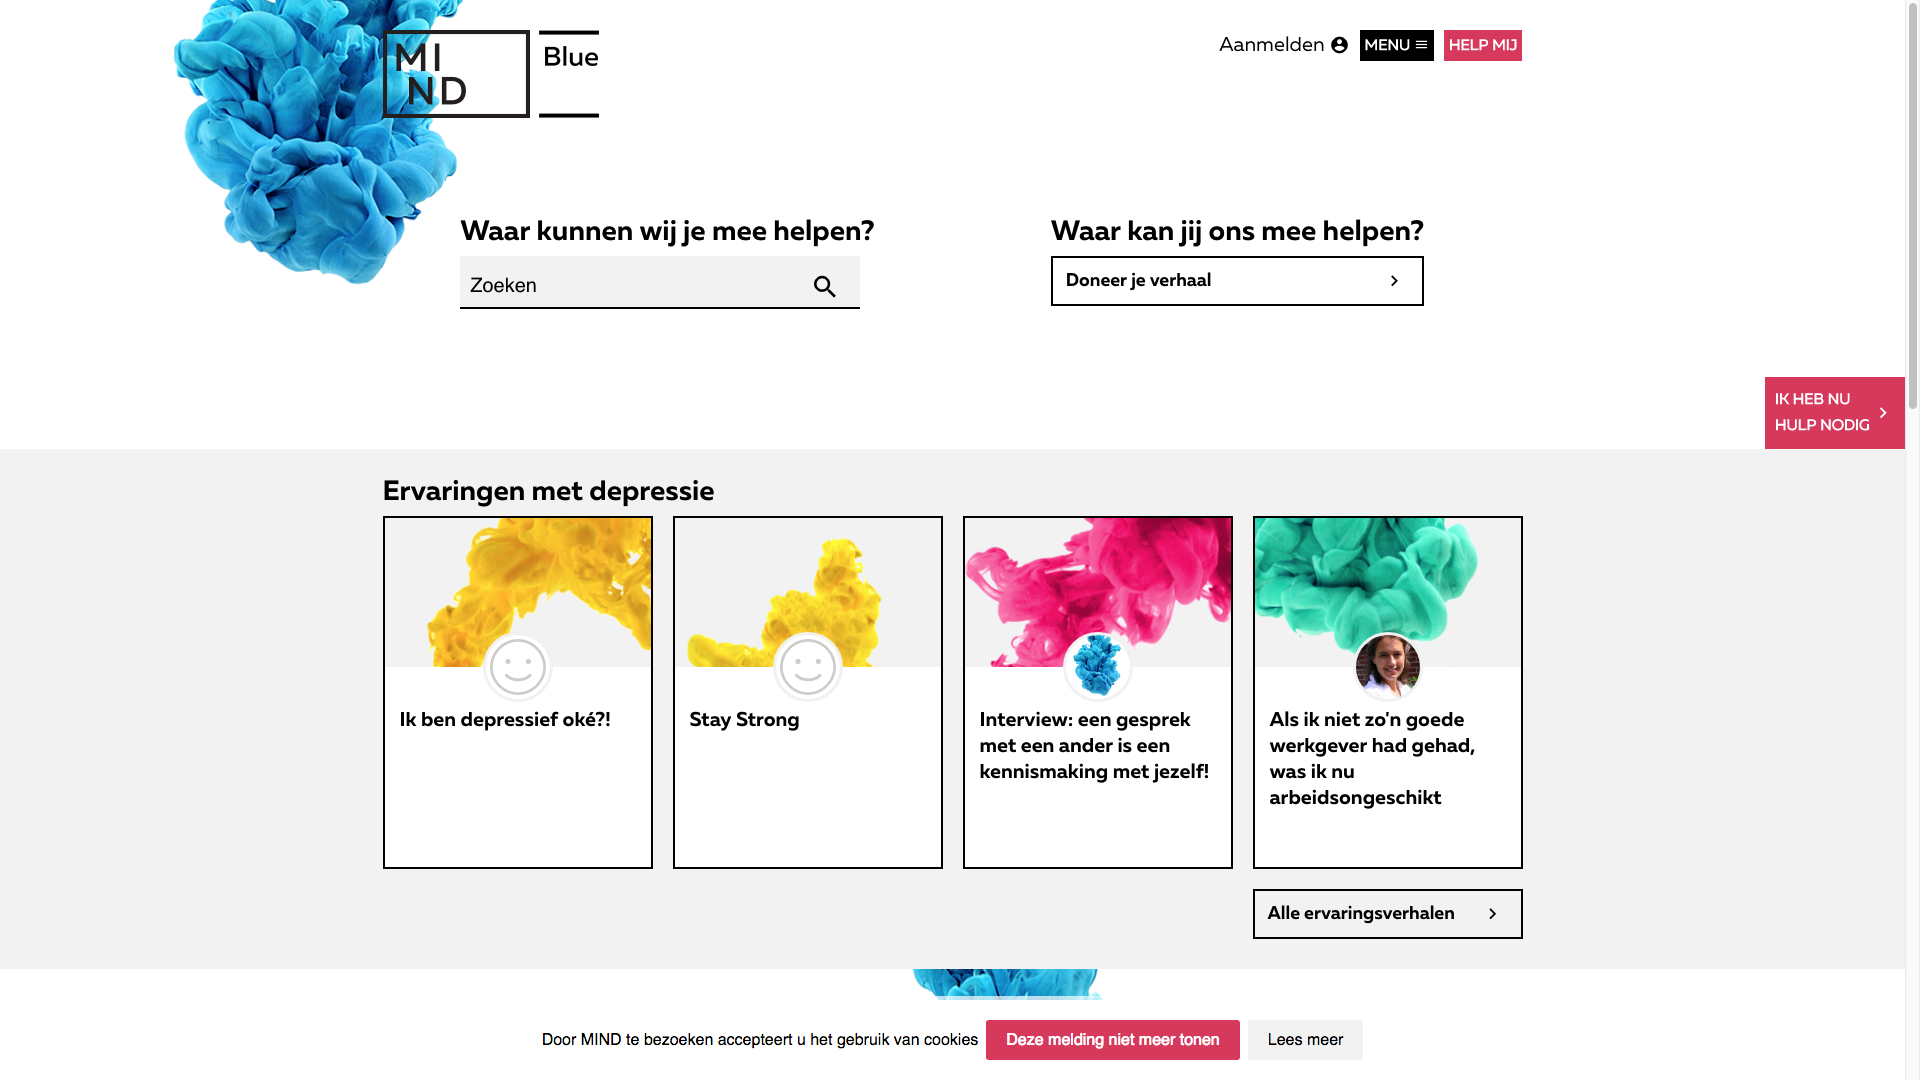 MI
ND
Blue
Aanmelden
MENU
HELP MIJ
Waar kunnen wij je mee helpen?
Zoeken
Waar kan jij ons mee helpen?
Doneer je verhaal
IK HEB NU
HULP NODIG
Ervaringen met depressie
Ik ben depressief oké?!
Stay Strong
Interview: een gesprek
met een ander is een
kennismaking met jezelf!
Als ik niet zo'n goede
werkgever had gehad,
was ik nu
arbeidsongeschikt
Alle ervaringsverhalen
Door MIND te bezoeken accepteert u het gebruik van cookies
Deze melding niet meer tonen
Lees meer